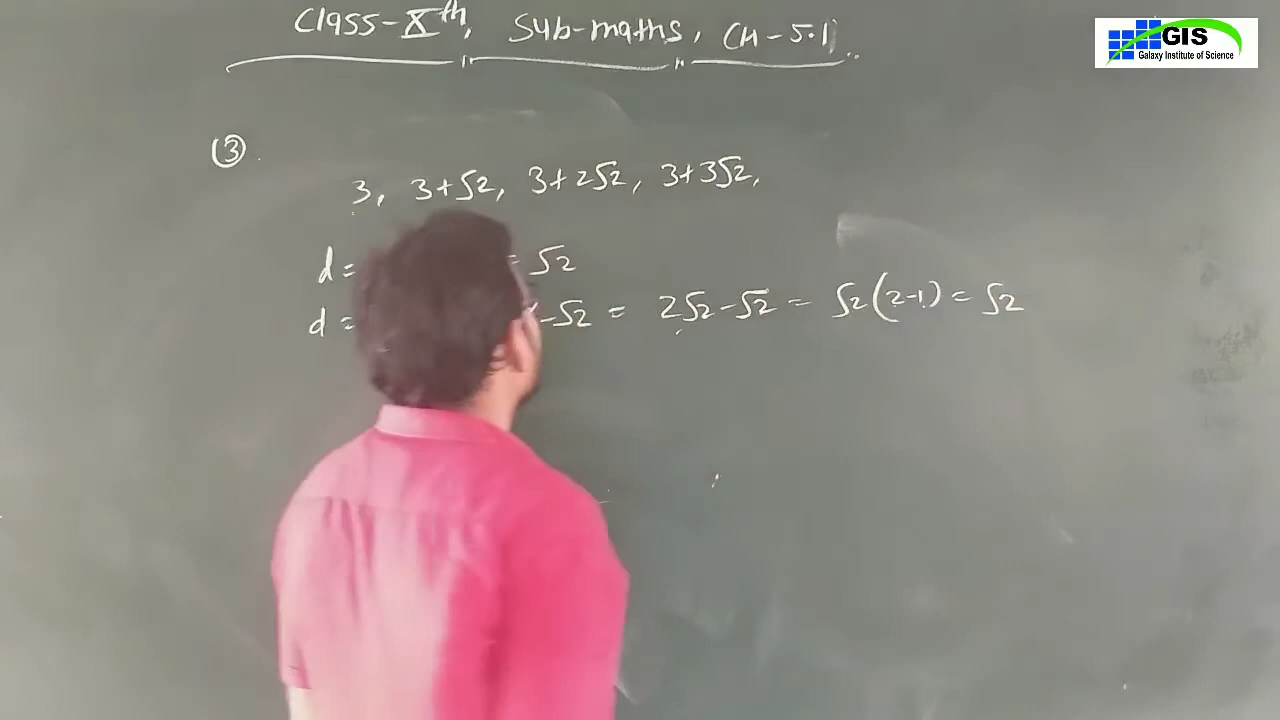 Class-Xth, Sub-maths, CH-5.1
GIS
Galaxy Institute of Science
③
3, 3+√2, 3+2√2, 3+3√2,
d= = √2
d= -√2 = 2√2-√2 = √2(2-1) = √2